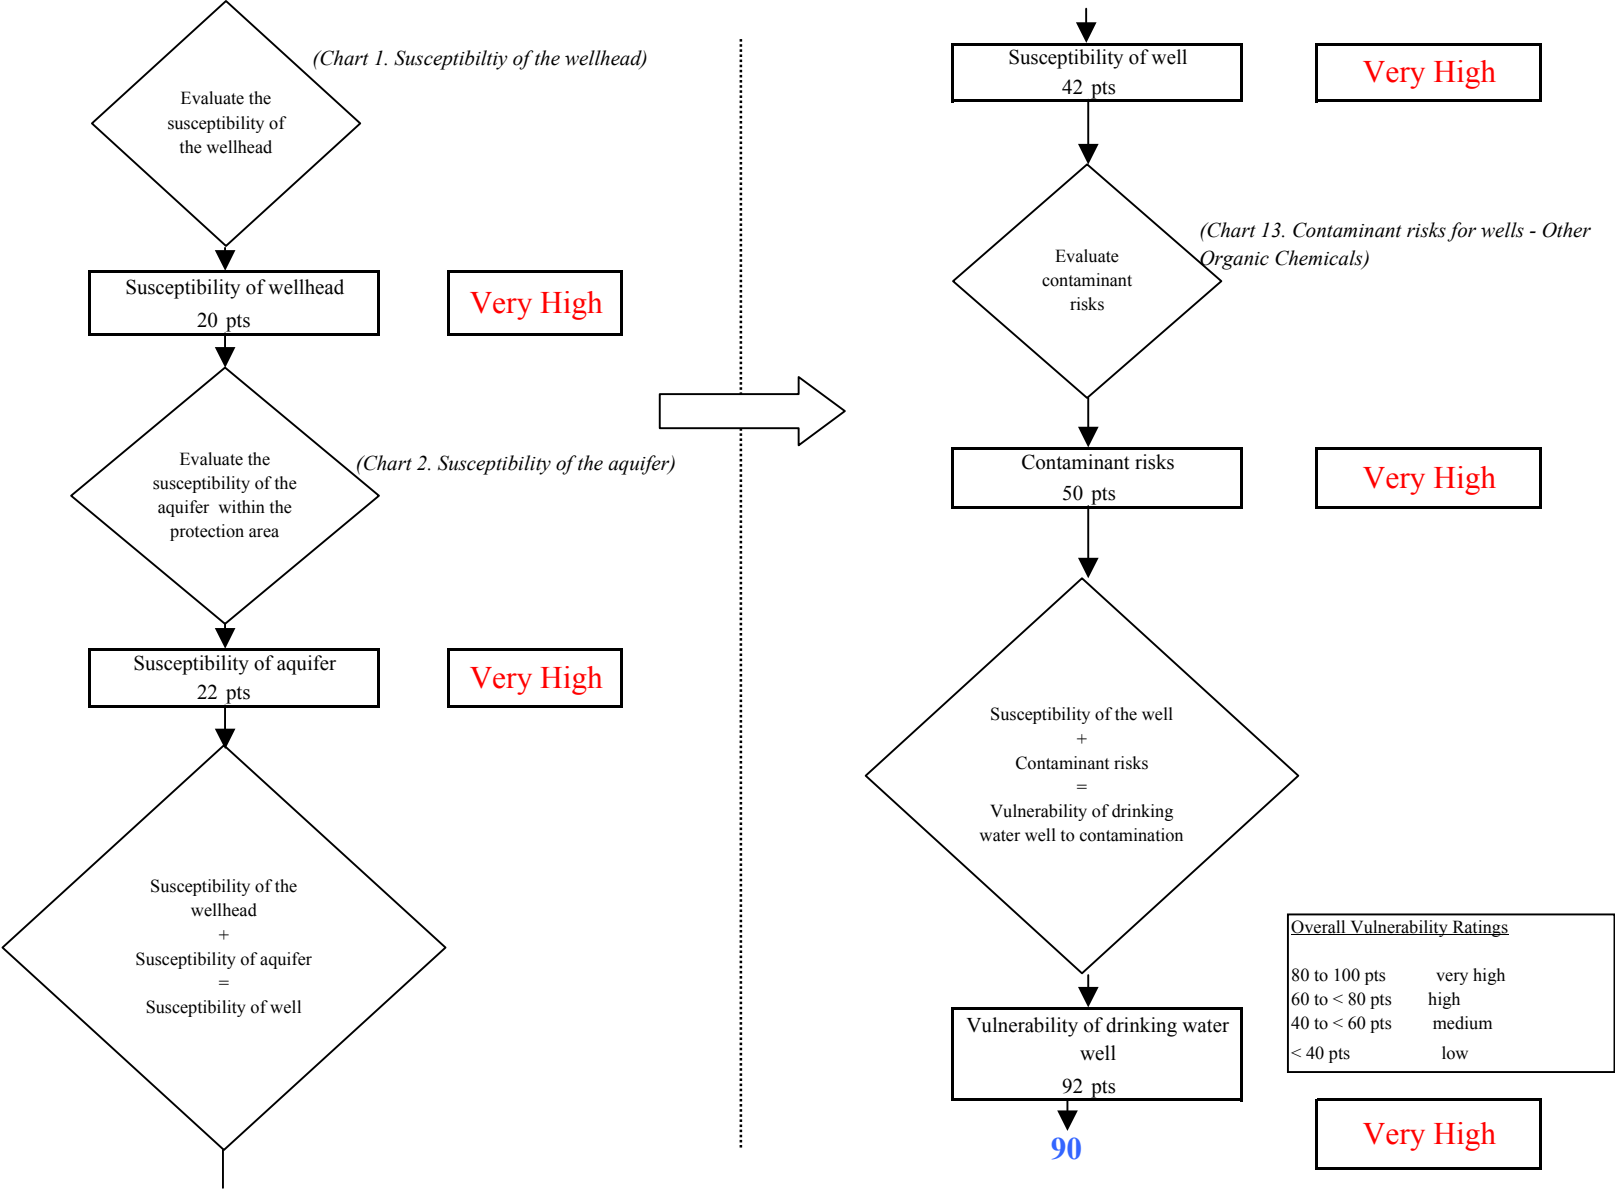 (Chart 1. Susceptibiltiy of the wellhead)
Evaluate the
susceptibility of
the wellhead
Susceptibility of wellhead
20 pts
Very High
Evaluate the
susceptibility of the
aquifer within the
protection area
(Chart 2. Susceptibility of the aquifer)
Susceptibility of aquifer
22 pts
Very High
Susceptibility of the
wellhead
+
Susceptibility of aquifer
=
Susceptibility of well
Susceptibility of well
42 pts
Very High
(Chart 13. Contaminant risks for wells - Other
Organic Chemicals)
Evaluate
contaminant
risks
Contaminant risks
50 pts
Very High
Susceptibility of the well
+
Contaminant risks
=
Vulnerability of drinking
water well to contamination
Vulnerability of drinking water
well
92 pts
90
Overall Vulnerability Ratings
80 to 100 pts very high
60 to < 80 pts high
40 to < 60 pts medium
< 40 pts low
Very High